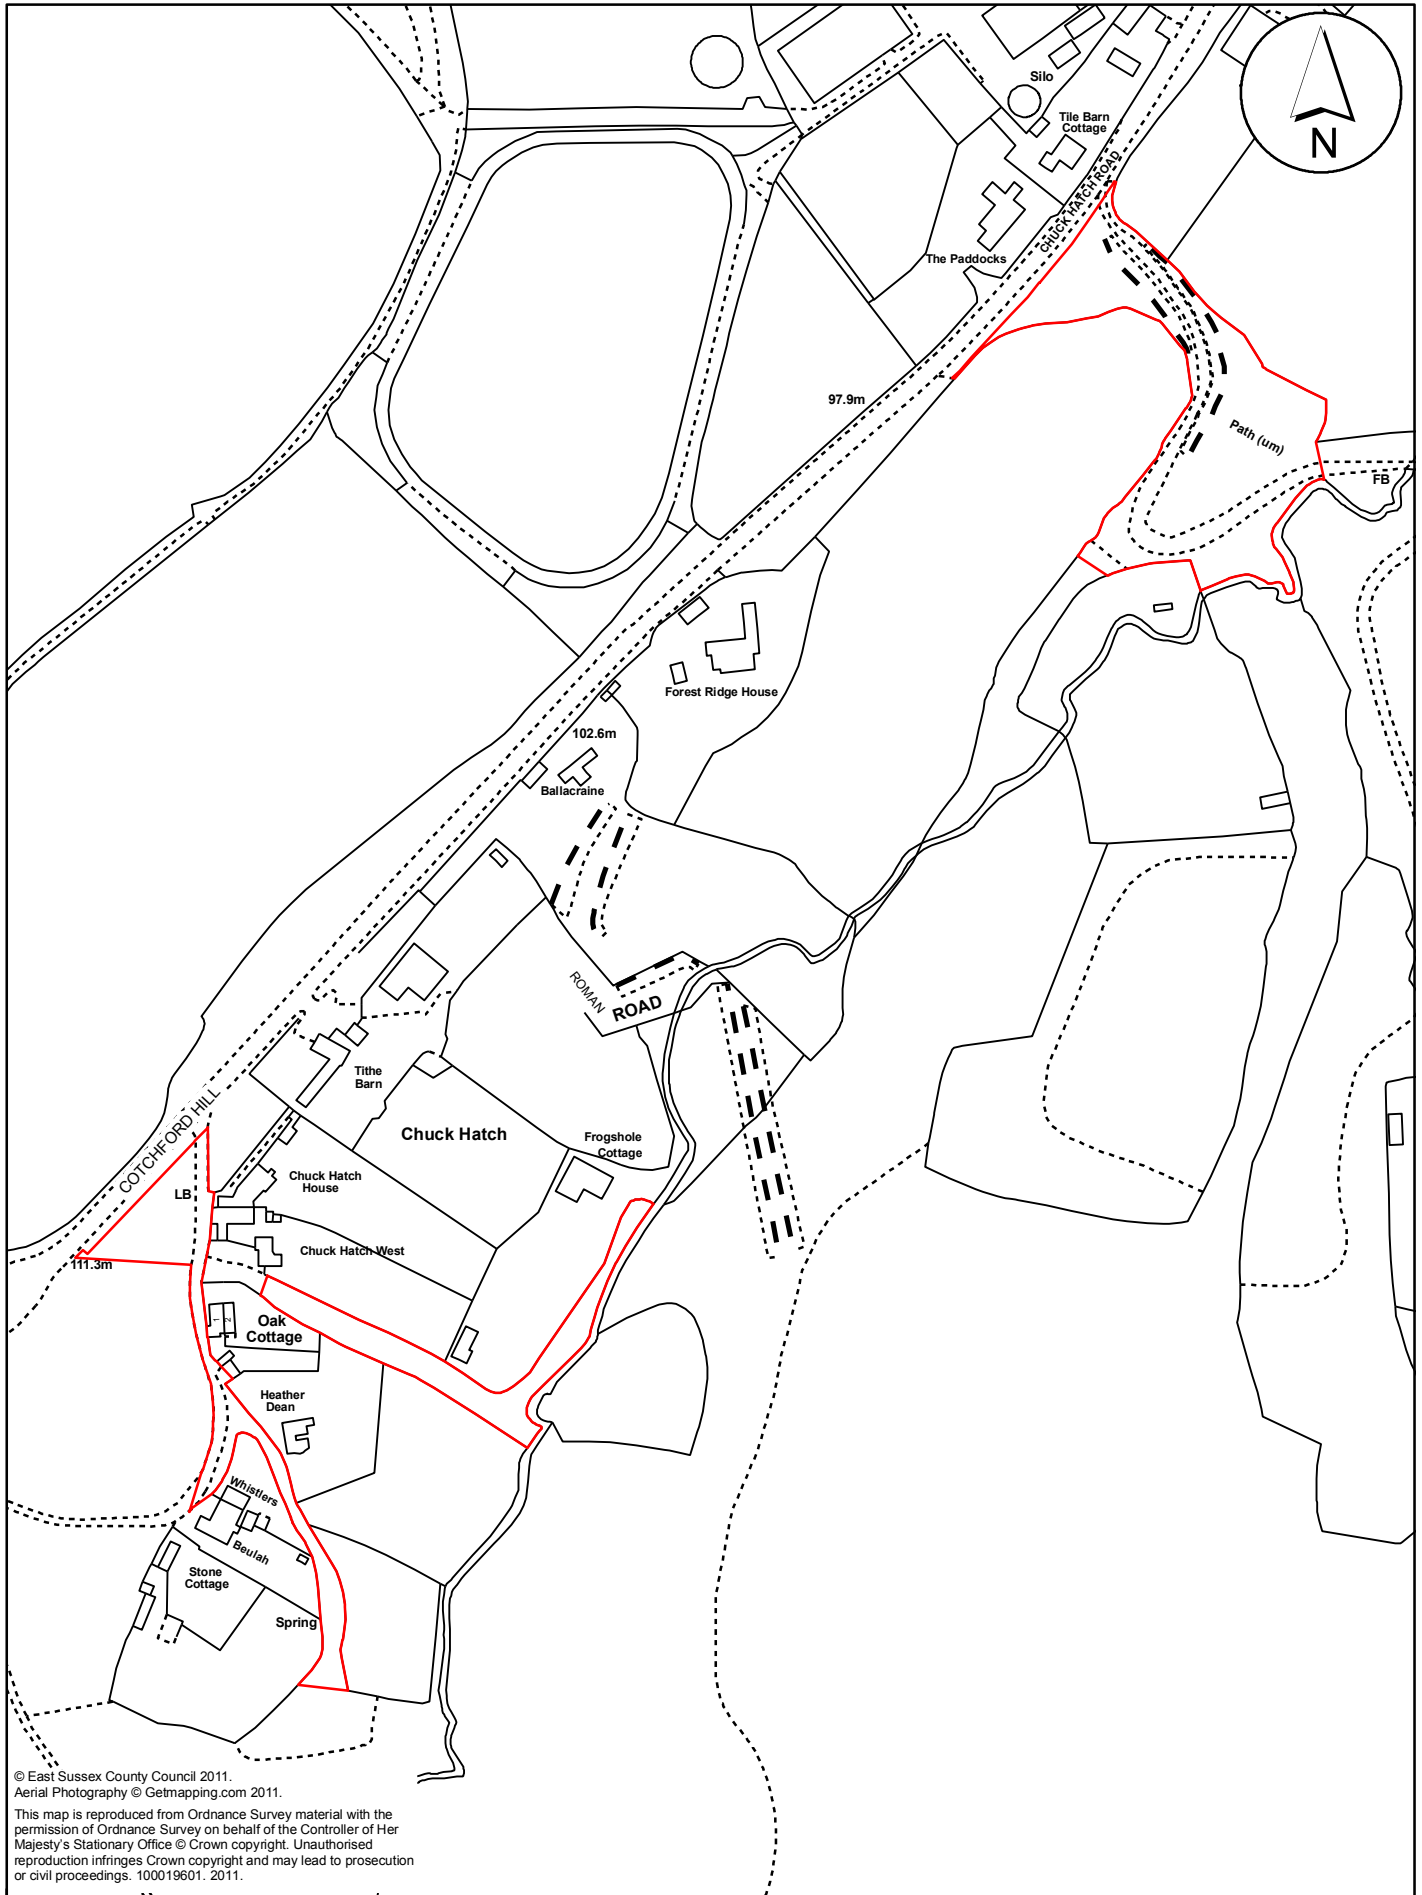 Silo
N
Tile Barn
Cottage
CHUCK HATCH ROAD
The Paddocks
97.9m
Path (um)
FB
Forest Ridge House
102.6m
Ballacraine
ROMAN
ROAD
Tithe
Barn
COTCHFORD HILL
Chuck Hatch
Frogshole
Cottage
LB
Chuck Hatch
House
Chuck Hatch West
111.3m
1
2
Oak
Cottage
Heather
Dean
Whistlers
Beulah
Stone
Cottage
Spring
© East Sussex County Council 2011.
Aerial Photography © Getmapping.com 2011.
This map is reproduced from Ordnance Survey material with the
permission of Ordnance Survey on behalf of the Controller of Her
Majesty's Stationary Office © Crown copyright. Unauthorised
reproduction infringes Crown copyright and may lead to prosecution
or civil proceedings. 100019601. 2011.